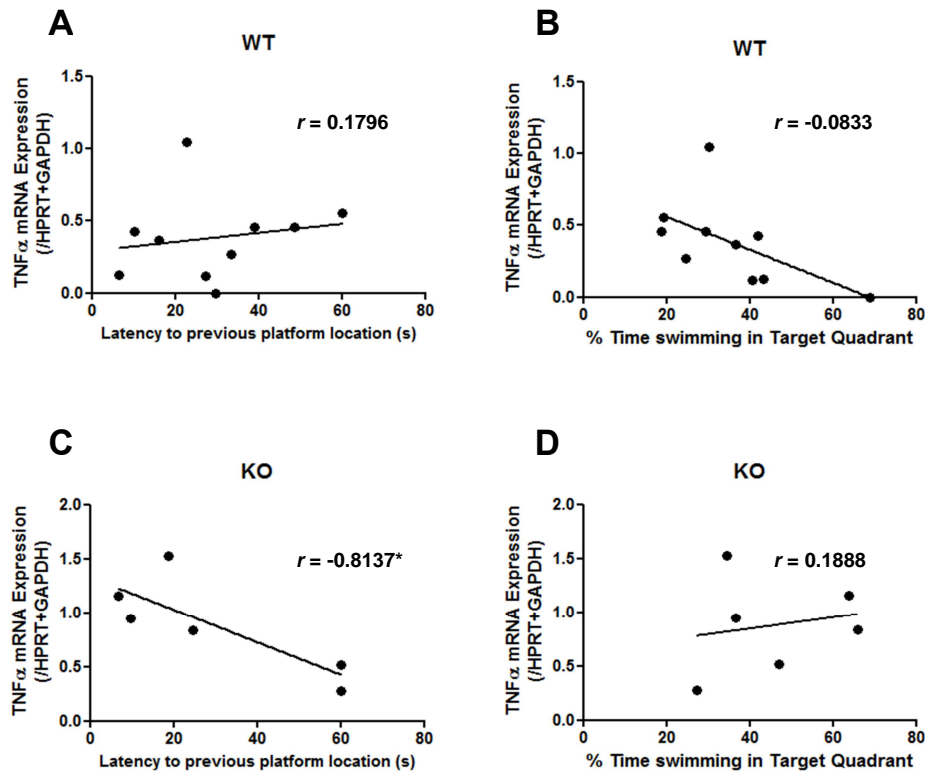 A
WT
TNFα mRNA Expression
(/HPRT+GAPDH)
1.5
1.0
0.5
0.0
r = 0.1796
0 20 40 60 80
Latency to previous platform location (s)
B
WT
TNFα mRNA Expression
(/HPRT+GAPDH)
1.5
1.0
0.5
0.0
r = -0.0833
0 20 40 60 80
% Time swimming in Target Quadrant
C
KO
TNFα mRNA Expression
(/HPRT+GAPDH)
2.0
1.5
1.0
0.5
0.0
r = -0.8137*
0 20 40 60 80
Latency to previous platform location (s)
D
KO
TNFα mRNA Expression
(/HPRT+GAPDH)
2.0
1.5
1.0
0.5
0.0
r = 0.1888
0 20 40 60 80
% Time swimming in Target Quadrant